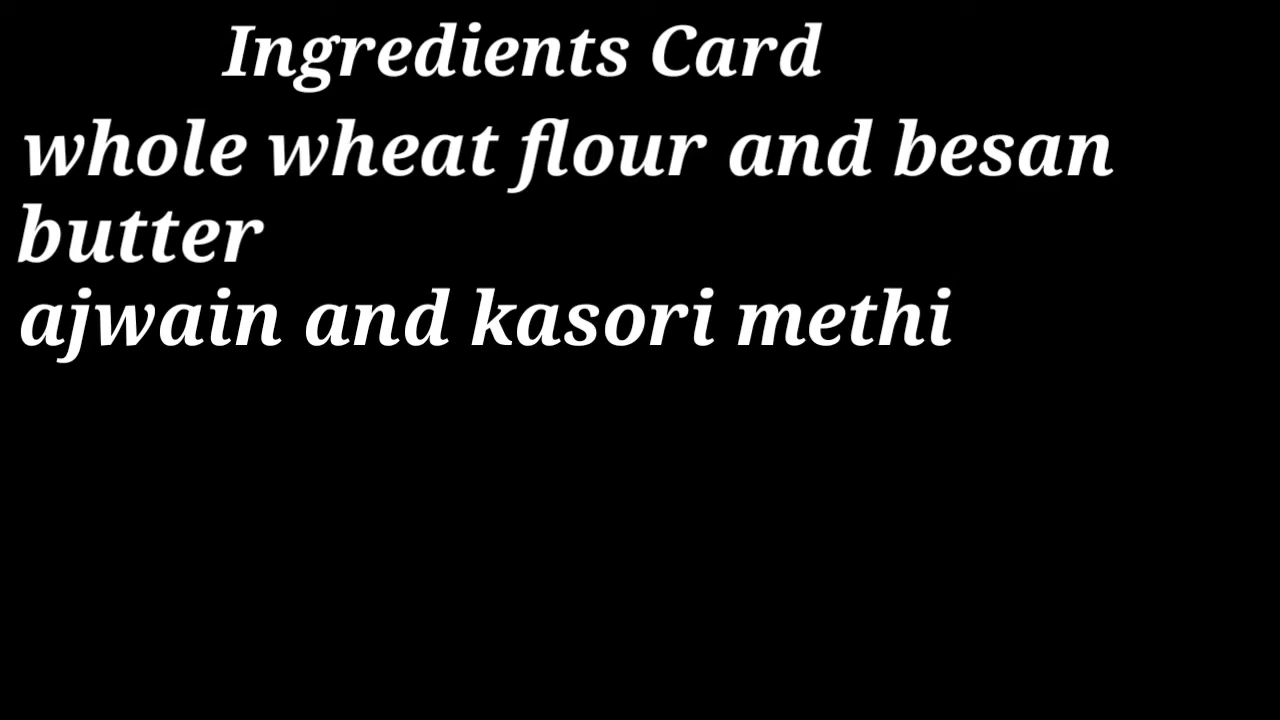 Ingredients Card
whole wheat flour and besan
butter
ajwain and kasori methi